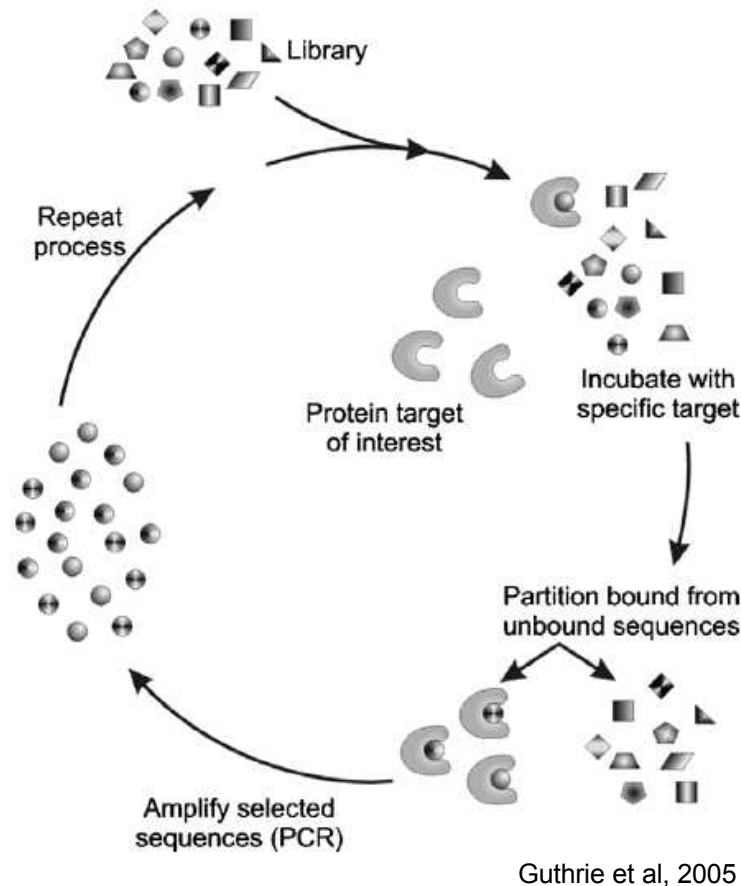 Library
Repeat
process
Protein target
of interest
Incubate with
specific target
Partition bound from
unbound sequences
Amplify selected
sequences (PCR)
Guthrie et al, 2005